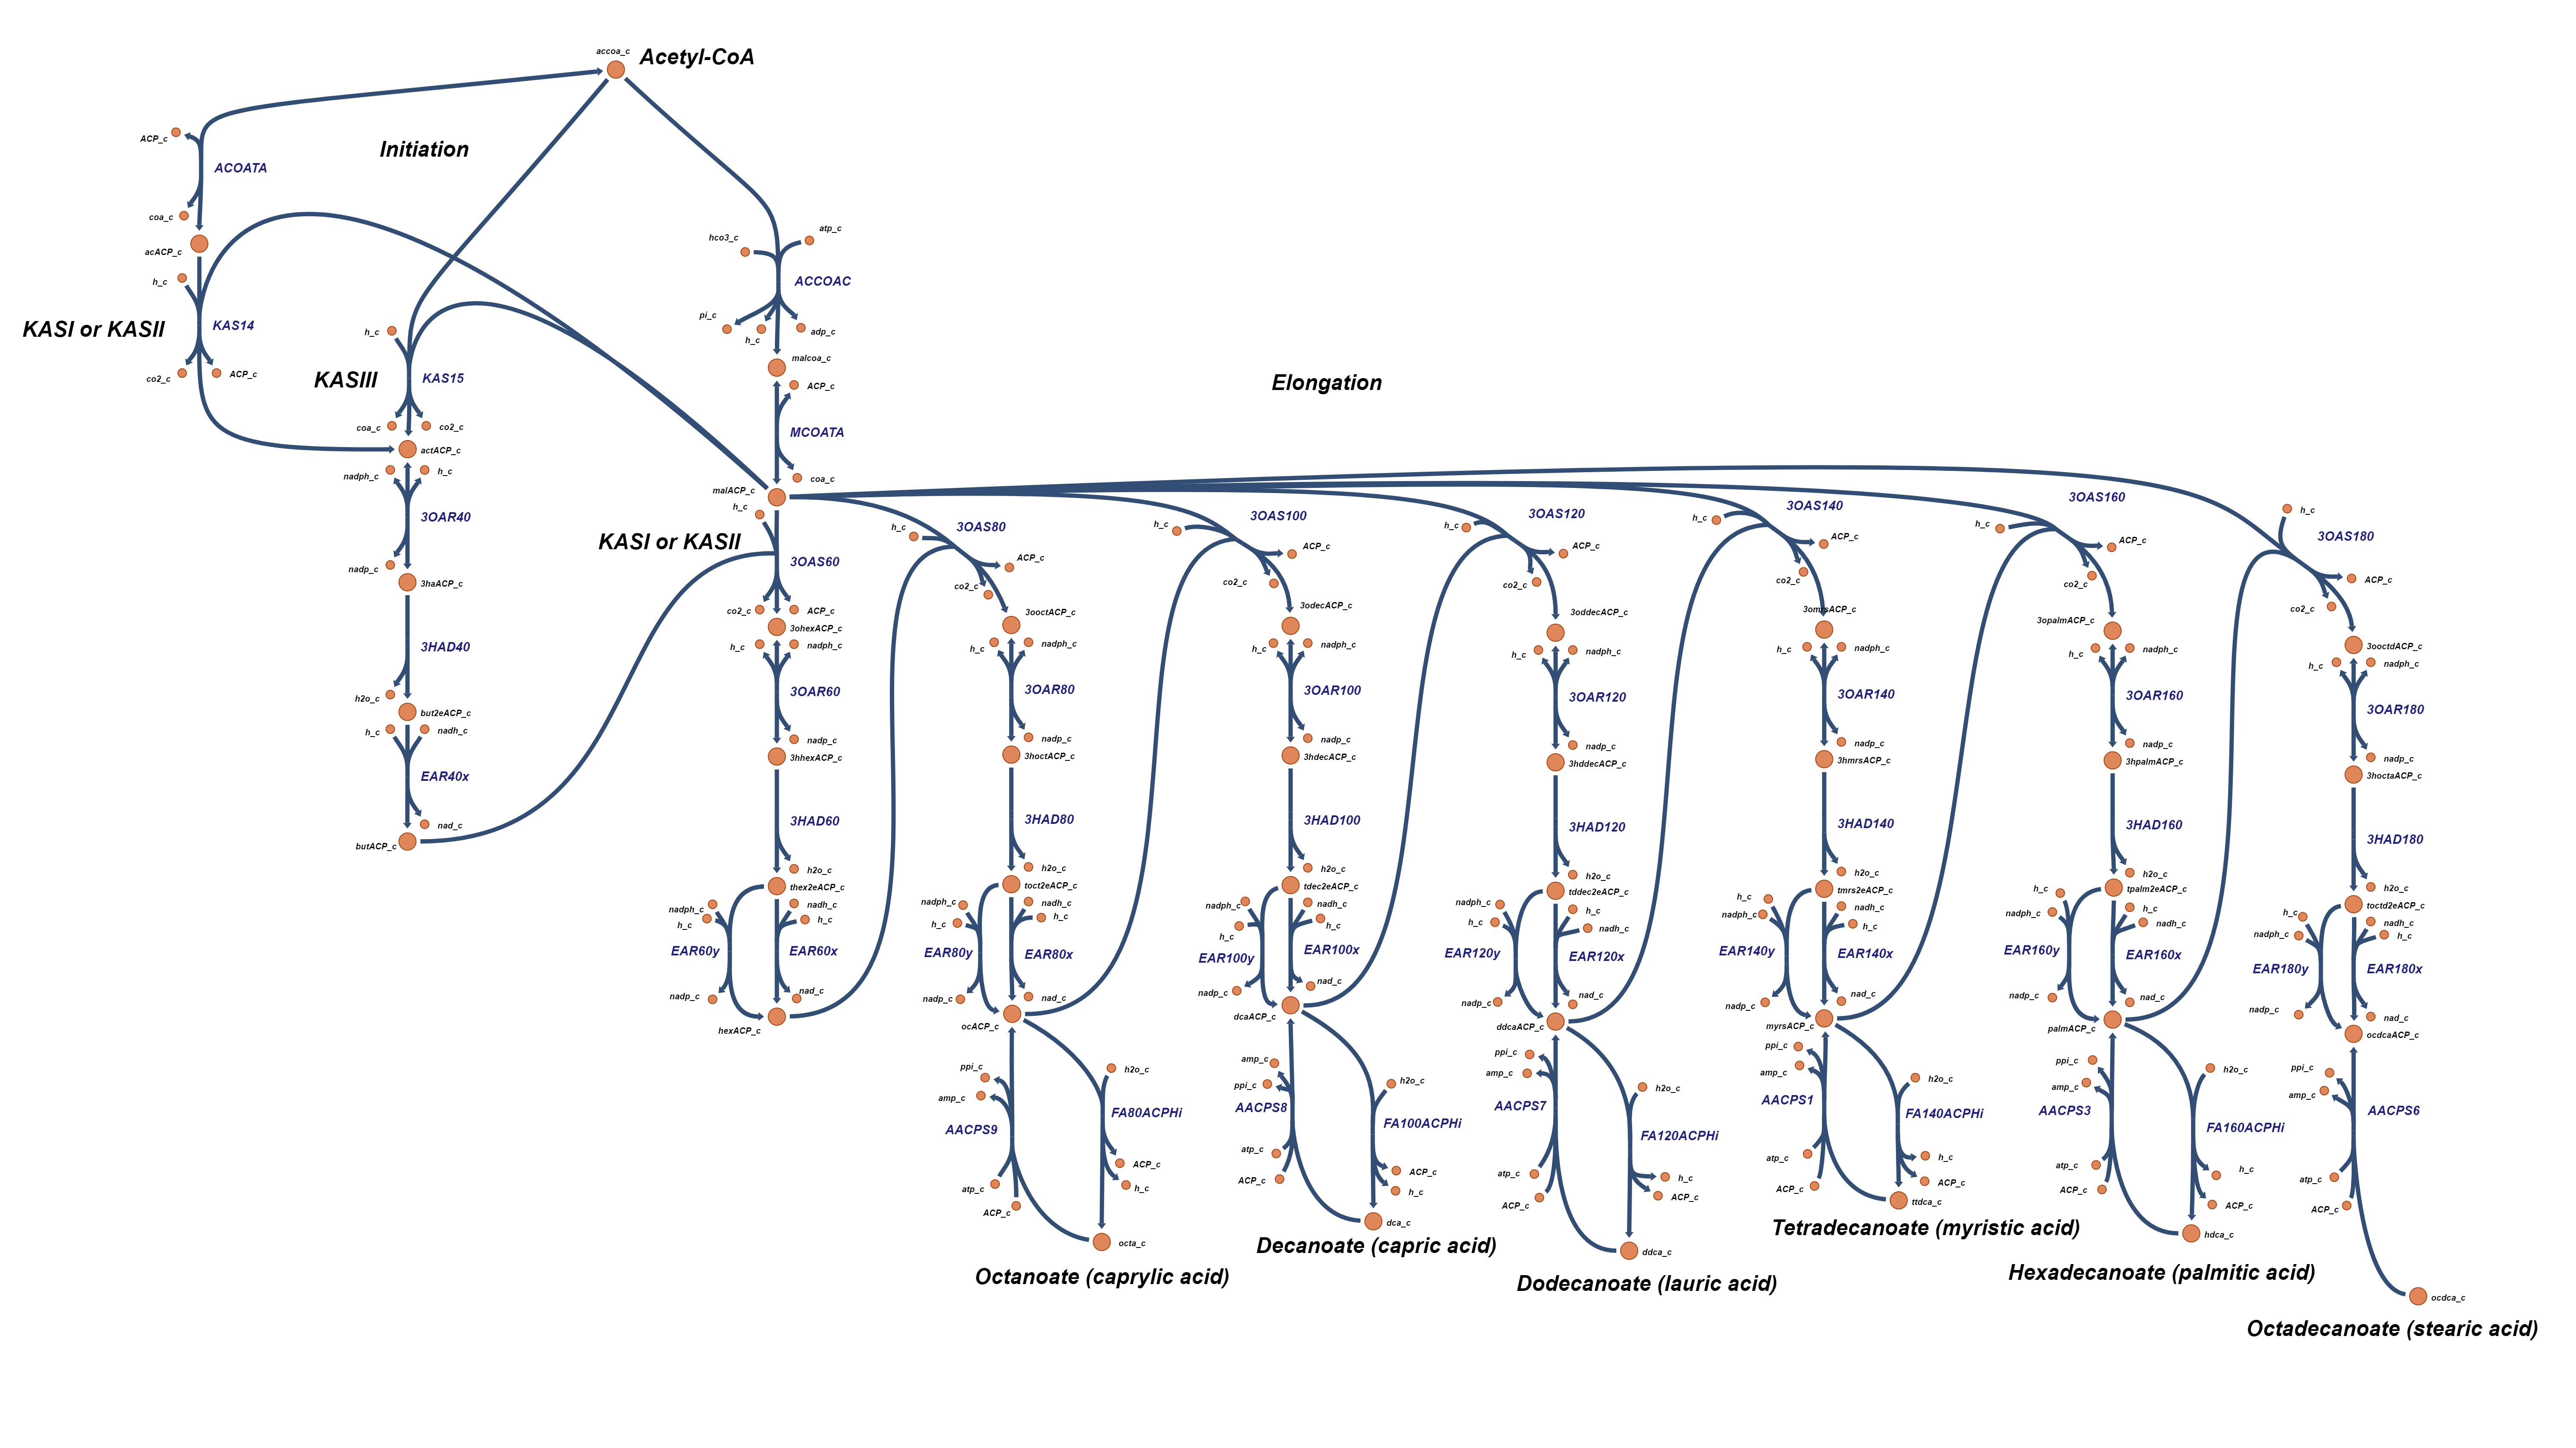 accoa_c
Acetyl-CoA
Initiation
ACP_c
ACOATA
coa_c
acACP_c
h_c
KASI or KASII
KAS14
co2_c
ACP_c
h_c
KASIII
KAS15
coa_c
co2_c
actACP_c
nadph_c
h_c
3OAR40
nadp_c
3haACP_c
3HAD40
h2o_c
but2eACP_c
h_c
nadh_c
EAR40x
nad_c
butACP_c
hco3_c
atp_c
ACCOAC
pi_c
h_c
adp_c
malcoa_c
ACP_c
MCOATA
coa_c
malACP_c
Elongation
h_c
KASI or KASII
3OAS60
co2_c
ACP_c
3ohexACP_c
h_c
nadph_c
3OAR60
nadp_c
3hhexACP_c
3HAD60
h2o_c
thex2eACP_c
nadph_c
h_c
nadh_c
h_c
EAR60y
EAR60x
nadp_c
nad_c
hexACP_c
h_c
3OAS80
ACP_c
co2_c
3ooctACP_c
h_c
nadph_c
3OAR80
nadp_c
3hoctACP_c
3HAD80
h2o_c
toct2eACP_c
nadph_c
h_c
nadh_c
h_c
EAR80y
EAR80x
nadp_c
nad_c
ocACP_c
ppi_c
amp_c
h2o_c
AACPS9
FA80ACPHi
atp_c
ACP_c
ACP_c
h_c
octa_c
Octanoate (caprylic acid)
h_c
3OAS100
ACP_c
co2_c
3odecACP_c
h_c
nadph_c
3OAR100
nadp_c
3hdecACP_c
3HAD100
h2o_c
tdec2eACP_c
nadph_c
h_c
nadh_c
h_c
EAR100y
EAR100x
nadp_c
nad_c
dcaACP_c
amp_c
ppi_c
h2o_c
AACPS8
FA100ACPHi
atp_c
ACP_c
ACP_c
h_c
dca_c
Decanoate (capric acid)
h_c
3OAS120
ACP_c
co2_c
3oddecACP_c
h_c
nadph_c
3OAR120
nadp_c
3hddecACP_c
3HAD120
h2o_c
tddec2eACP_c
nadph_c
h_c
h_c
nadh_c
EAR120y
EAR120x
nadp_c
nad_c
ddcaACP_c
ppi_c
amp_c
h2o_c
AACPS7
FA120ACPHi
atp_c
ACP_c
h_c
ACP_c
ddca_c
Dodecanoate (lauric acid)
h_c
3OAS140
ACP_c
co2_c
3omrsACP_c
h_c
nadph_c
3OAR140
nadp_c
3hmrsACP_c
3HAD140
h2o_c
tmrs2eACP_c
h_c
nadph_c
nadh_c
h_c
EAR140y
EAR140x
nadp_c
nad_c
myrsACP_c
ppi_c
amp_c
h2o_c
AACPS1
FA140ACPHi
atp_c
ACP_c
h_c
ACP_c
ttdca_c
Tetradecanoate (myristic acid)
h_c
3OAS160
ACP_c
co2_c
3opalmACP_c
h_c
nadph_c
3OAR160
nadp_c
3hpalmACP_c
3HAD160
h2o_c
tpalm2eACP_c
h_c
nadph_c
h_c
nadh_c
EAR160y
EAR160x
nadp_c
nad_c
palmACP_c
ppi_c
amp_c
h2o_c
AACPS3
FA160ACPHi
atp_c
ACP_c
h_c
ACP_c
hdca_c
Hexadecanoate (palmitic acid)
h_c
3OAS180
ACP_c
co2_c
3ooctdACP_c
h_c
nadph_c
3OAR180
nadp_c
3hoctaACP_c
3HAD180
h2o_c
toctd2eACP_c
h_c
nadph_c
nadh_c
h_c
EAR180y
EAR180x
nadp_c
nad_c
ocdcaACP_c
ppi_c
amp_c
AACPS6
atp_c
ACP_c
ocdca_c
Octadecanoate (stearic acid)